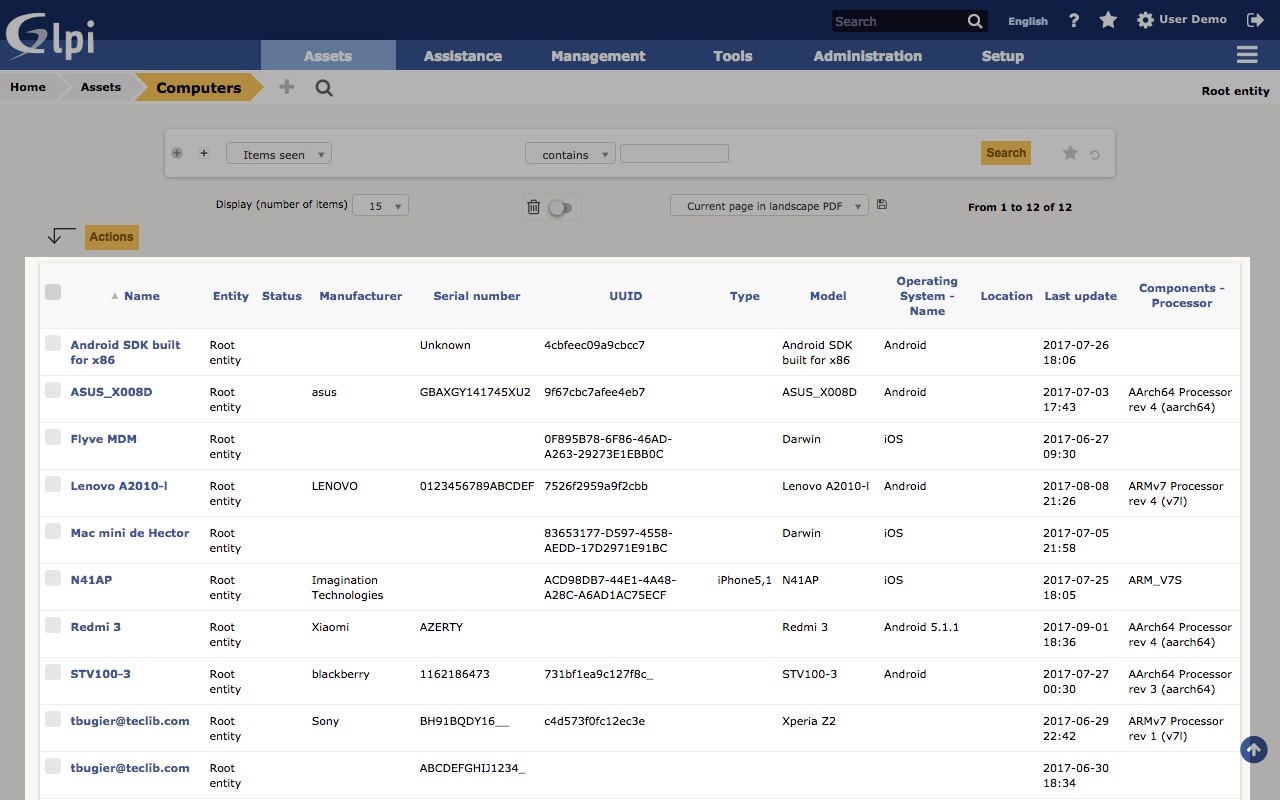 Glpi
Search
English
?
User Demo
Assets
Assistance
Management
Tools
Administration
Setup
Home
Assets
Computers
Root entity
Items seen
contains
Search
Display (number of items)
15
Current page in landscape PDF
From 1 to 12 of 12
Actions
Name Entity Status Manufacturer Serial number UUID Type Model Operating System - Name Location Last update Components - Processor
Android SDK built Root Unknown 4cbfeec09a9cbcc7 Android SDK Android 2017-07-26
for x86 entity built for x86 18:06
ASUS_X008D Root asus GBAXGY141745XU2 9f67cbc7afee4eb7 ASUS_X008D Android 2017-07-03 AArch64 Processor
entity 17:43 rev 4 (aarch64)
Flyve MDM Root 0F895B78-6F86-46AD- Darwin iOS 2017-06-27
entity A263-29273E1EBB0C 09:30
Lenovo A2010-l Root LENOVO 0123456789ABCDEF 7526f2959a9f2cbb Lenovo A2010-l Android 2017-08-08 ARMv7 Processor
entity 21:26 rev 4 (v7l)
Mac mini de Hector Root 83653177-D597-4558- Darwin iOS 2017-07-05
entity AEDD-17D2971E91BC 21:58
N41AP Root Imagination ACD98DB7-44E1-4A48- iPhone5,1 N41AP iOS 2017-07-25 ARM_V7S
entity Technologies A28C-A6AD1AC75ECF 18:05
Redmi 3 Root Xiaomi AZERTY Redmi 3 Android 5.1.1 2017-09-01 AArch64 Processor
entity 18:36 rev 4 (aarch64)
STV100-3 Root blackberry 1162186473 731bf1ea9c127f8c_ STV100-3 Android 2017-07-27 AArch64 Processor
entity 00:30 rev 3 (aarch64)
tbugier@teclib.com Root Sony BH91BQDY16__ c4d573f0fc12ec3e Xperia Z2 2017-06-29 ARMv7 Processor
entity 22:42 rev 1 (v7l)
tbugier@teclib.com Root ABCDEFGHIJ1234_ 2017-06-30
entity 18:34